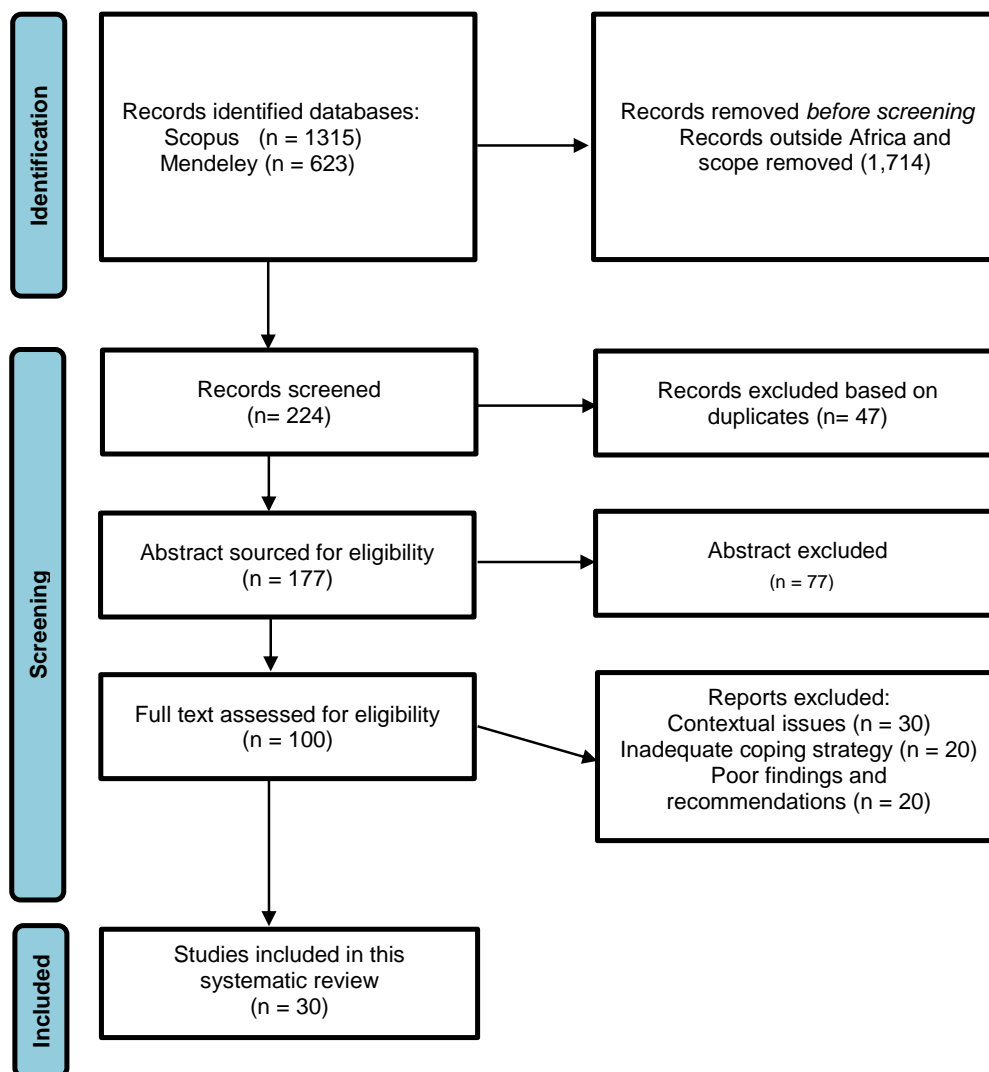 Identification
Records identified databases:
Scopus (n = 1315)
Mendeley (n = 623)
Records removed before screening
Records outside Africa and
scope removed (1,714)
Screening
Records screened
(n= 224)
Records excluded based on
duplicates (n= 47)
Abstract sourced for eligibility
(n = 177)
Abstract excluded
(n = 77)
Full text assessed for eligibility
(n = 100)
Reports excluded:
Contextual issues (n = 30)
Inadequate coping strategy (n = 20)
Poor findings and
recommendations (n = 20)
Included
Studies included in this
systematic review
(n = 30)